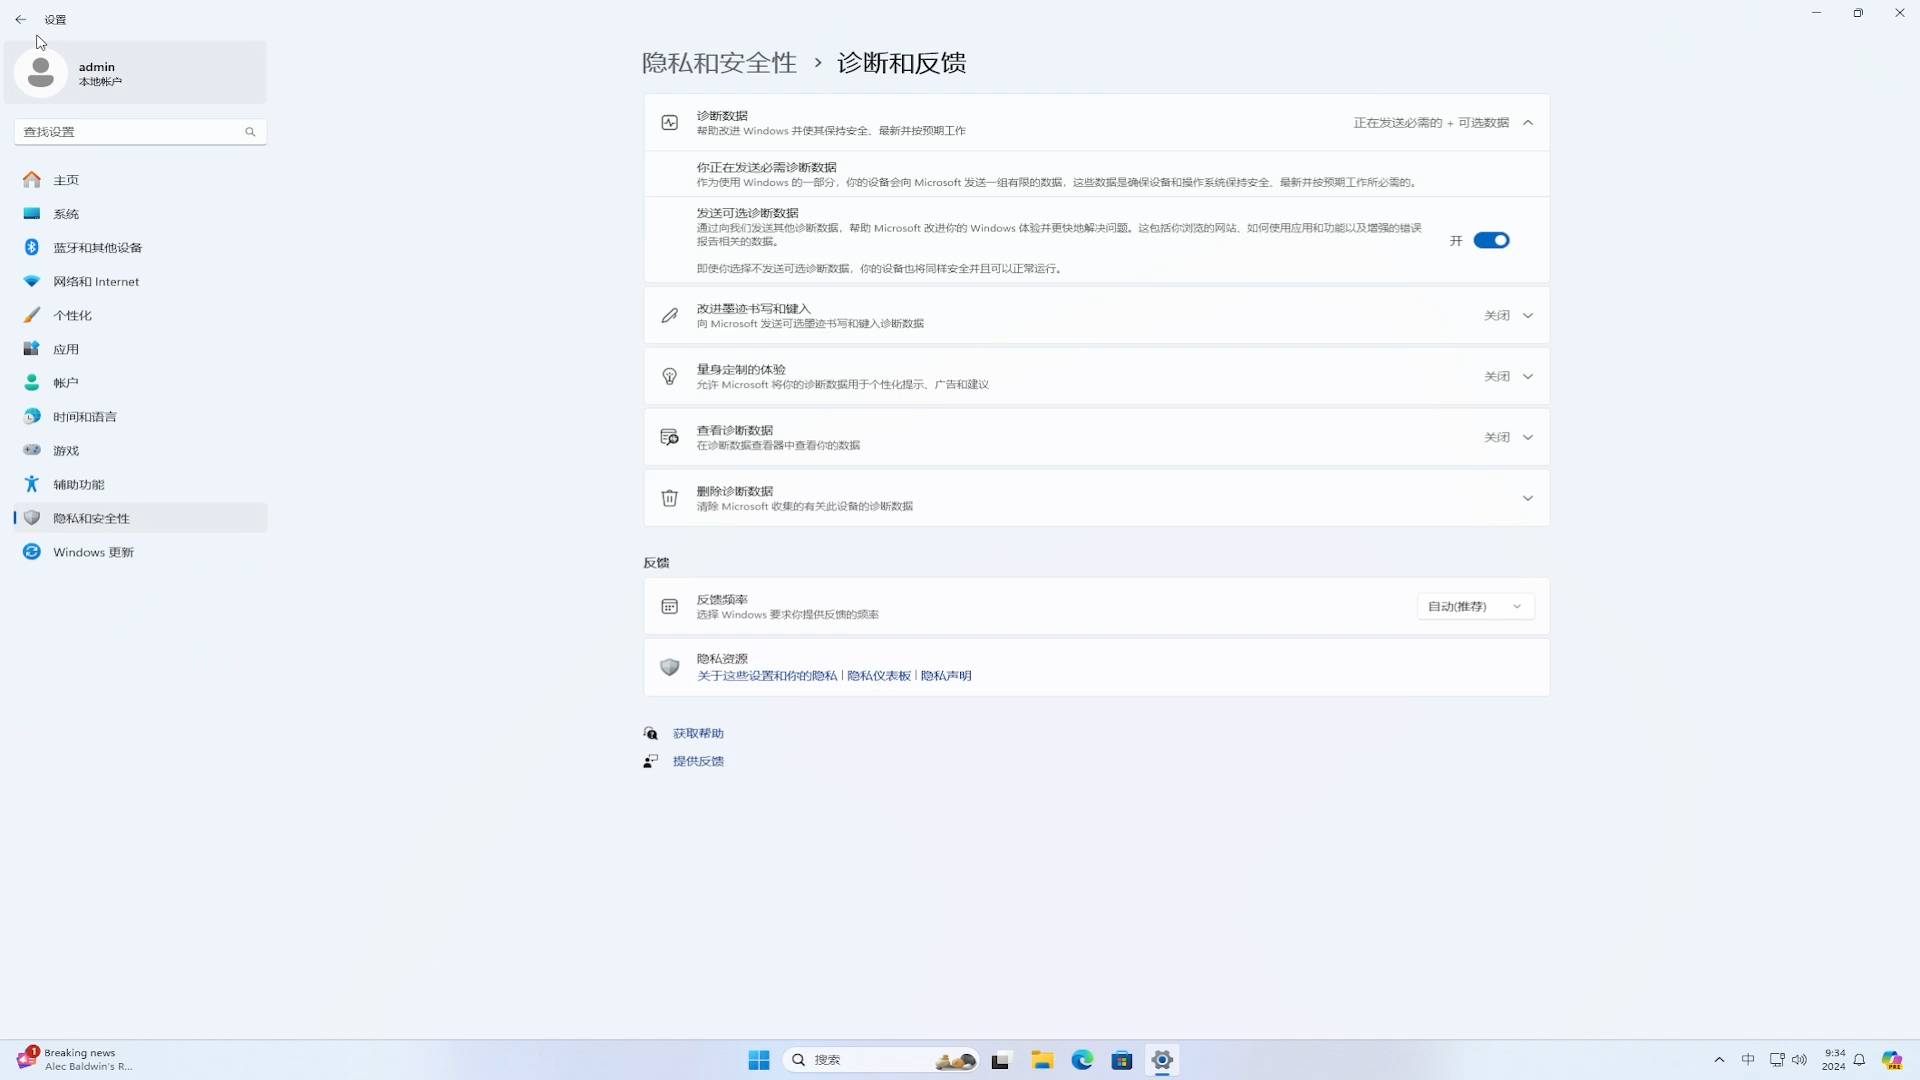 设置
admin
本地帐户
查找设置
主页
系统
蓝牙和其他设备
网络和 Internet
个性化
应用
帐户
时间和语言
游戏
辅助功能
隐私和安全性
Windows 更新
隐私和安全性 › 诊断和反馈
诊断数据
帮助改进 Windows 并使其保持安全、最新并按预期工作
正在发送必需的 + 可选数据
你正在发送必需诊断数据
作为使用 Windows 的一部分，你的设备会向 Microsoft 发送一组有限的数据，这些数据是确保设备和操作系统保持安全、最新并按预期工作所必需的。
发送可选诊断数据
通过向我们发送其他诊断数据，帮助 Microsoft 改进你的 Windows 体验并更快地解决问题。这包括你浏览的网站、如何使用应用和功能以及增强的错误
报告相关的数据。
开
即使你选择不发送可选诊断数据，你的设备也将同样安全并且可以正常运行。
改进墨迹书写和键入
向 Microsoft 发送可选墨迹书写和键入诊断数据
关闭
量身定制的体验
允许 Microsoft 将你的诊断数据用于个性化提示、广告和建议
关闭
查看诊断数据
在诊断数据查看器中查看你的数据
关闭
删除诊断数据
清除 Microsoft 收集的有关此设备的诊断数据
反馈
反馈频率
选择 Windows 要求你提供反馈的频率
自动(推荐)
隐私资源
关于这些设置和你的隐私 | 隐私仪表板 | 隐私声明
获取帮助
提供反馈
1
Breaking news
Alec Baldwin's R...
搜索
中
9:34
2024
PRE